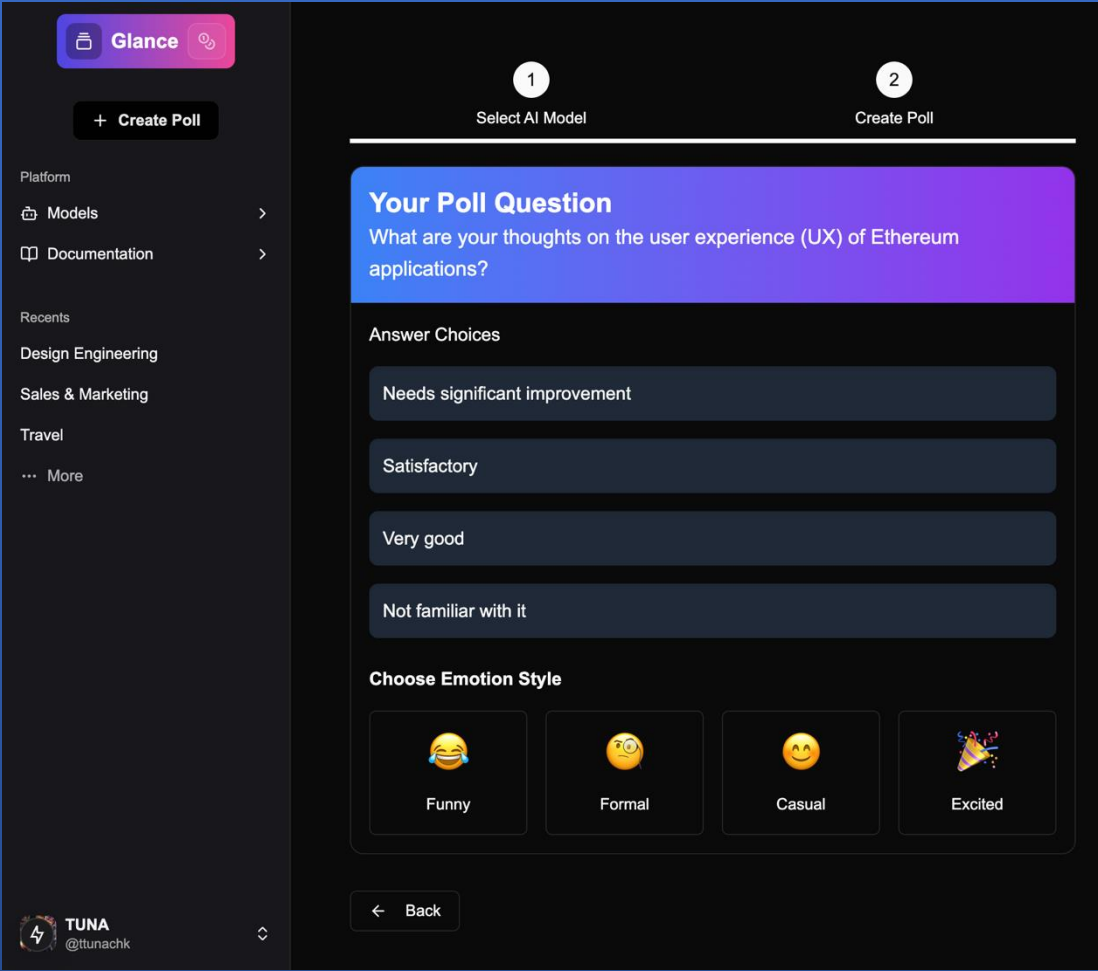 Glance
Create Poll
Platform
Models
Documentation
Recents
Design Engineering
Sales & Marketing
Travel
More
TUNA
@ttunachk
1
Select AI Model
2
Create Poll
Your Poll Question
What are your thoughts on the user experience (UX) of Ethereum
applications?
Answer Choices
Needs significant improvement
Satisfactory
Very good
Not familiar with it
Choose Emotion Style
Funny
Formal
Casual
Excited
Back